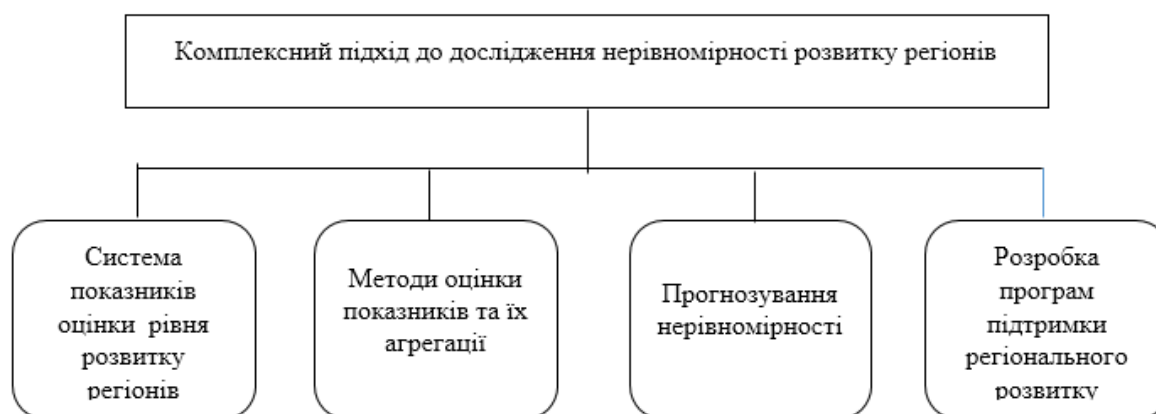 Комплексний підхід до дослідження нерівномірності розвитку регіонів
Система
показників
оцінки рівня
розвитку
регіонів
Методи оцінки
показників та їх
агрегації
Прогнозування
нерівномірності
Розробка
програм
підтримки
регіонального
розвитку